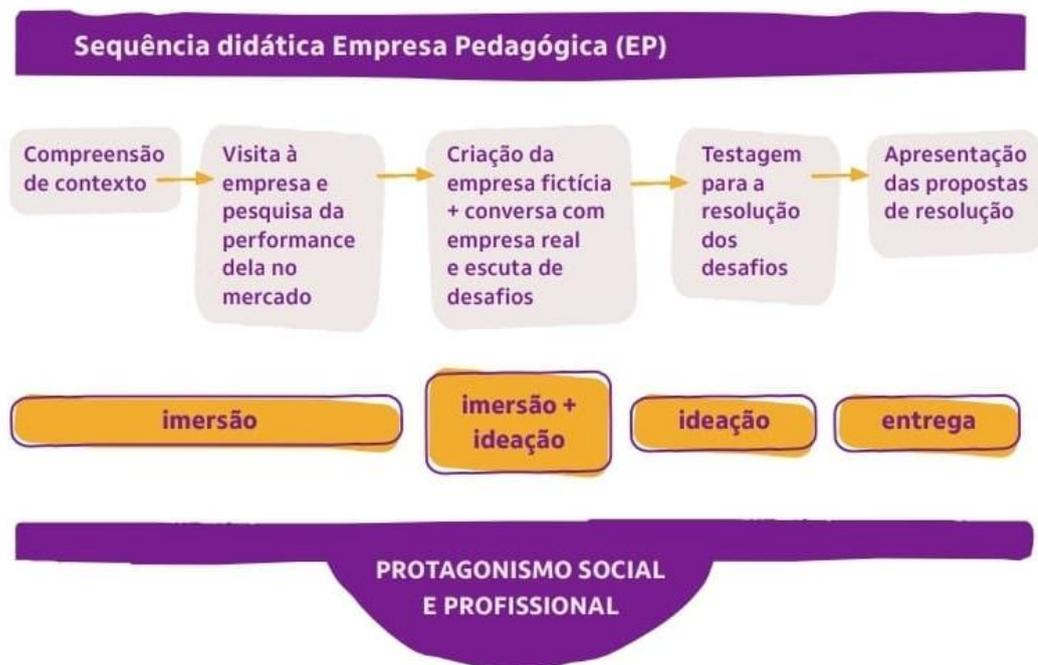 Sequência didática Empresa Pedagógica (EP)
Compreensão
de contexto
Visita à
empresa e
pesquisa da
performance
dela no
mercado
Criação da
empresa fictícia
+ conversa com
empresa real
e escuta de
desafios
Testagem
para a
resolução
dos
desafios
Apresentação
das propostas
de resolução
imersão
imersão +
ideação
ideação
entrega
PROTAGONISMO SOCIAL
E PROFISSIONAL